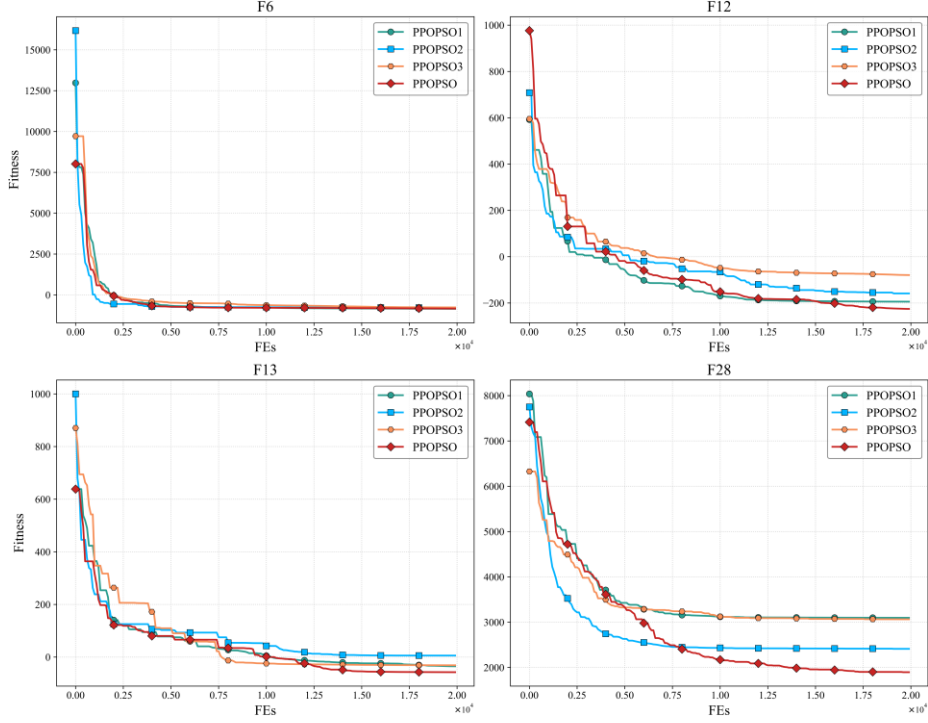 F6
15000
12500
10000
7500
5000
2500
0
Fitness
PPOPSO1
PPOPSO2
PPOPSO3
PPOPSO
0.00 0.25 0.50 0.75 1.00 1.25 1.50 1.75 2.00
×10⁴
FEs
F12
1000
800
600
400
200
0
−200
PPOPSO1
PPOPSO2
PPOPSO3
PPOPSO
0.00 0.25 0.50 0.75 1.00 1.25 1.50 1.75 2.00
×10⁴
FEs
F13
1000
800
600
400
200
0
Fitness
PPOPSO1
PPOPSO2
PPOPSO3
PPOPSO
0.00 0.25 0.50 0.75 1.00 1.25 1.50 1.75 2.00
×10⁴
FEs
F28
8000
7000
6000
5000
4000
3000
2000
PPOPSO1
PPOPSO2
PPOPSO3
PPOPSO
0.00 0.25 0.50 0.75 1.00 1.25 1.50 1.75 2.00
×10⁴
FEs